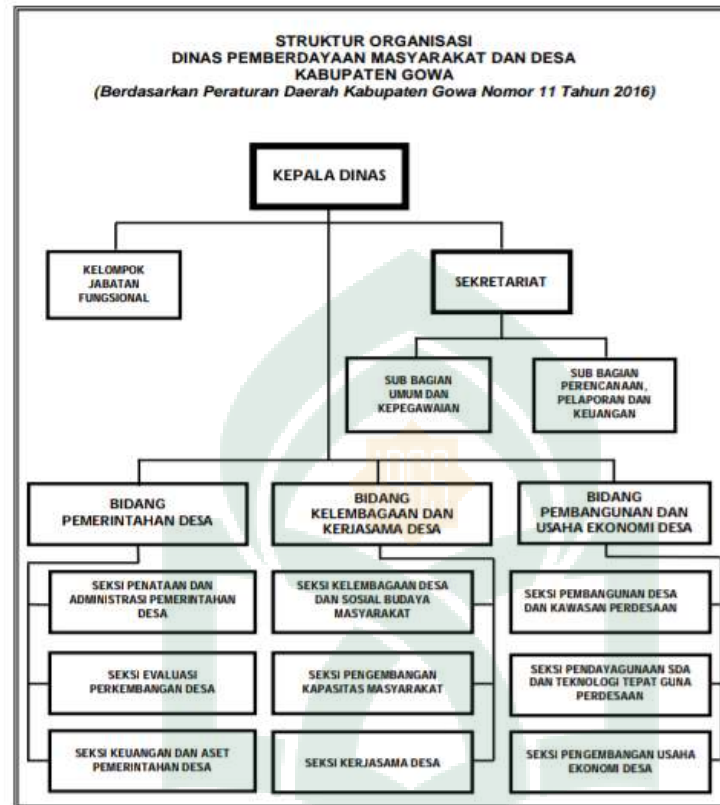 STRUKTUR ORGANISASI
DINAS PEMBERDAYAAN MASYARAKAT DAN DESA
KABUPATEN GOWA
(Berdasarkan Peraturan Daerah Kabupaten Gowa Nomor 11 Tahun 2016)
KEPALA DINAS
KELOMPOK
JABATAN
FUNGSIONAL
SEKRETARIAT
SUB BAGIAN
UMUM DAN
KEPEGAWAIAN
SUB BAGIAN
PERENCANAAN,
PELAPORAN DAN
KEUANGAN
BIDANG
PEMERINTAHAN DESA
SEKSI PENATAAN DAN
ADMINISTRASI PEMERINTAHAN
DESA
SEKSI EVALUASI
PERKEMBANGAN DESA
SEKSI KEUANGAN DAN ASET
PEMERINTAHAN DESA
BIDANG
KELEMBAGAAN DAN
KERJASAMA DESA
SEKSI KELEMBAGAAN DESA
DAN SOSIAL BUDAYA
MASYARAKAT
SEKSI PENGEMBANGAN
KAPASITAS MASYARAKAT
SEKSI KERJASAMA DESA
BIDANG
PEMBANGUNAN DAN
USAHA EKONOMI DESA
SEKSI PEMBANGUNAN DESA
DAN KAWASAN PERDESAAN
SEKSI PENDAYAGUNAAN SDA
DAN TEKNOLOGI TEPAT GUNA
PERDESAAN
SEKSI PENGEMBANGAN USAHA
EKONOMI DESA